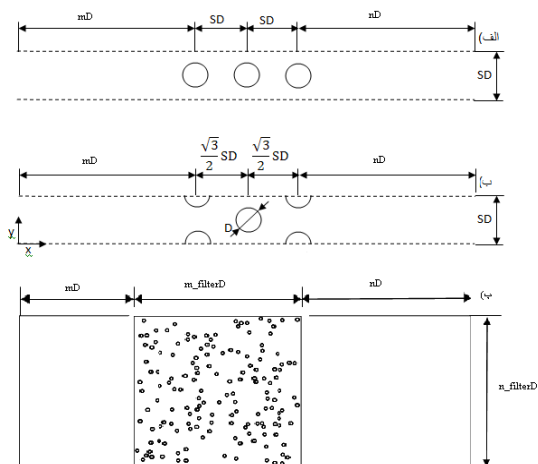 mD SD SD nD
الف)
SD
mD √3/2 SD √3/2 SD nD
ب)
D
SD
y
x
mD m_filterD nD
پ)
n_filterD